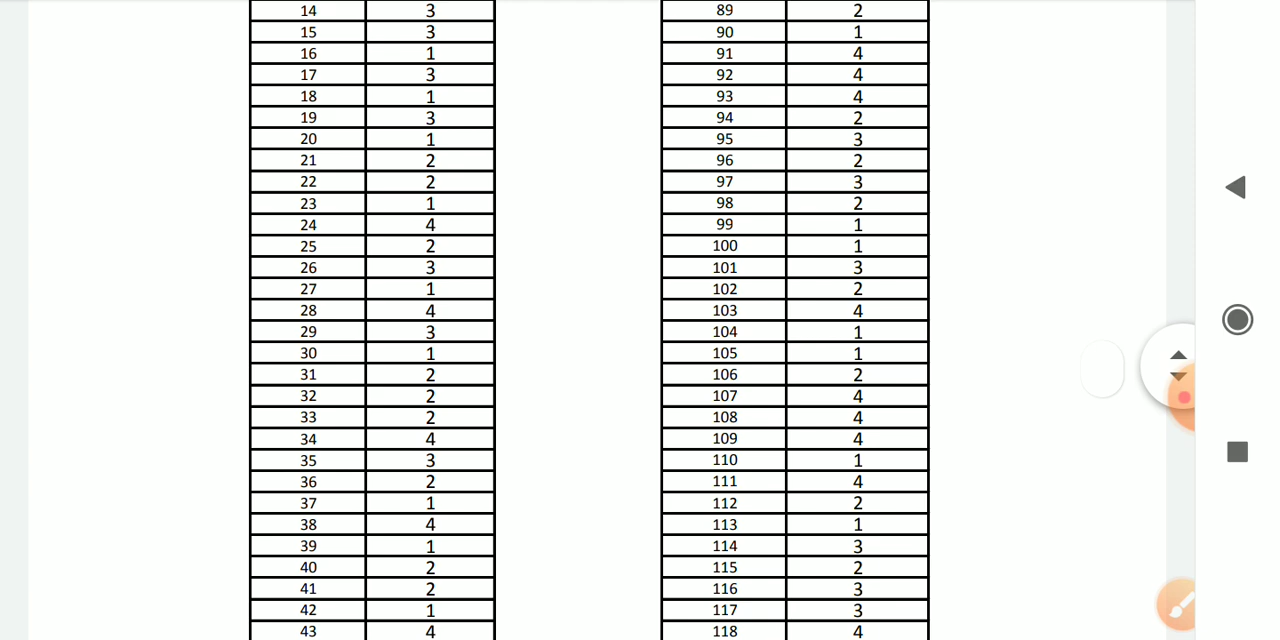 14 3 89 2
15 3 90 1
16 1 91 4
17 3 92 4
18 1 93 4
19 3 94 2
20 1 95 3
21 2 96 2
22 2 97 3
23 1 98 2
24 4 99 1
25 2 100 1
26 3 101 3
27 1 102 2
28 4 103 4
29 3 104 1
30 1 105 1
31 2 106 2
32 2 107 4
33 2 108 4
34 4 109 4
35 3 110 1
36 2 111 4
37 1 112 2
38 4 113 1
39 1 114 3
40 2 115 2
41 2 116 3
42 1 117 3
43 4 118 4